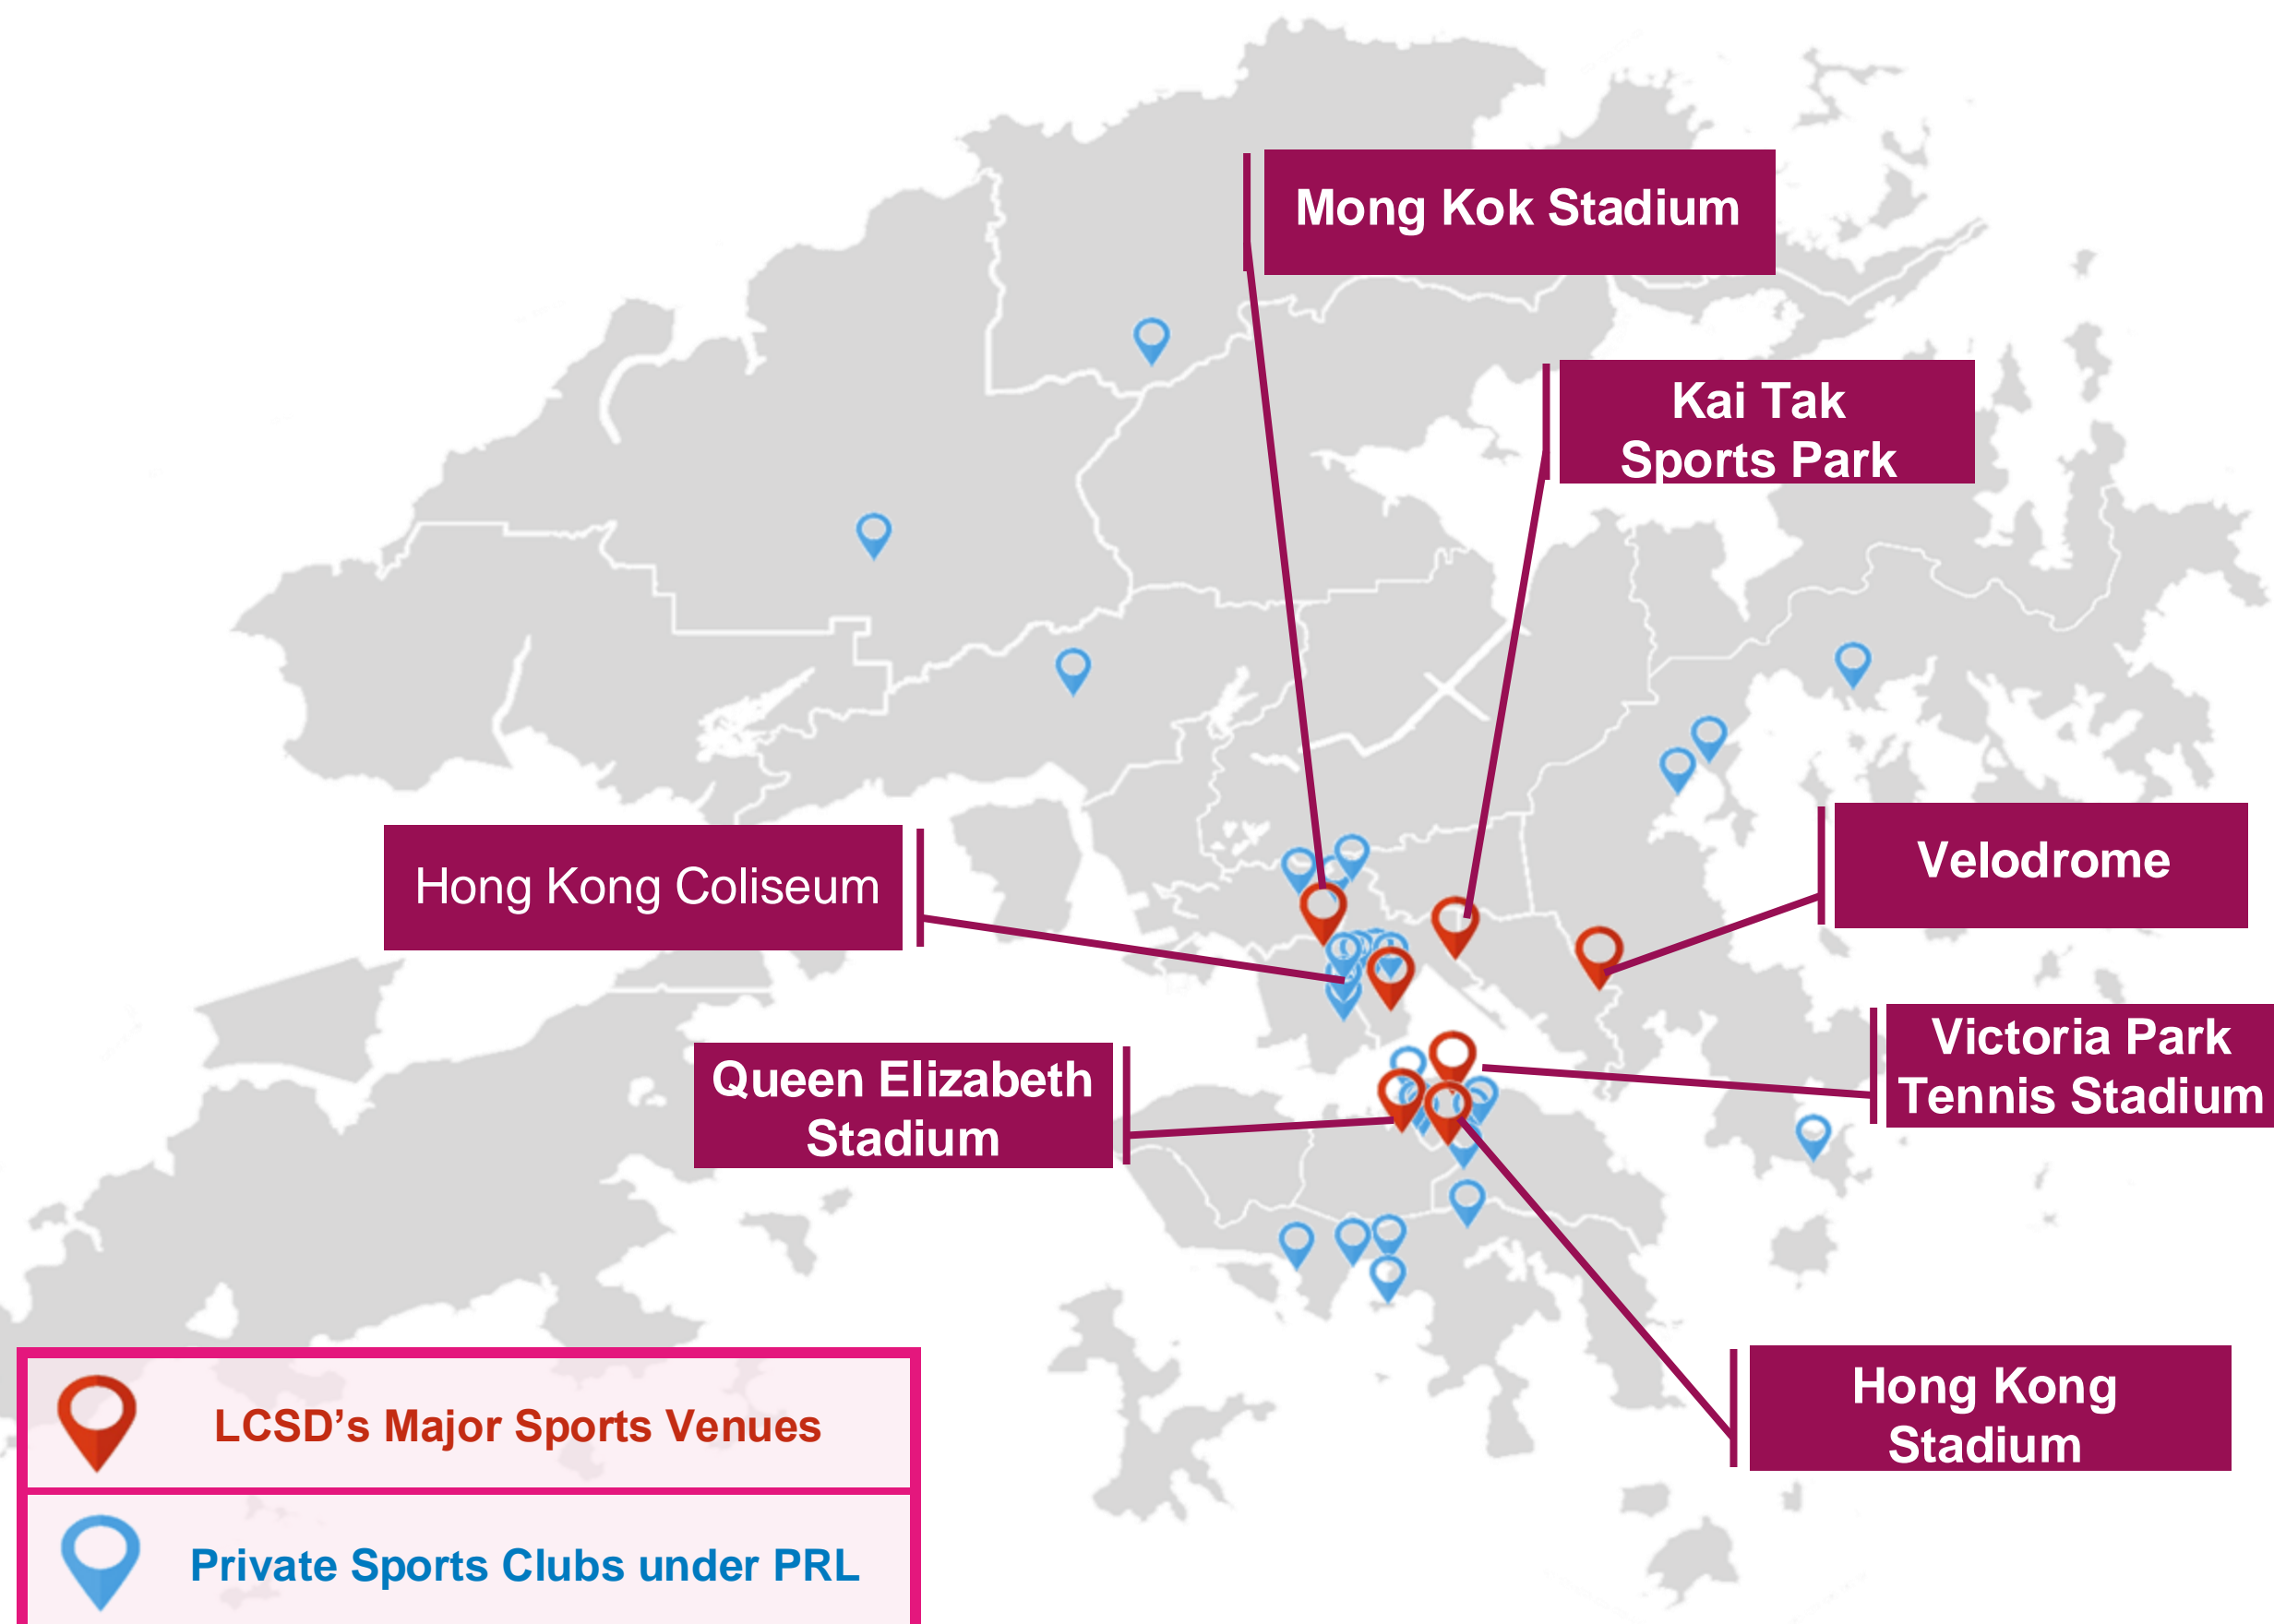 Mong Kok Stadium
Kai Tak
Sports Park
Velodrome
Hong Kong Coliseum
Victoria Park
Tennis Stadium
Queen Elizabeth
Stadium
Hong Kong
Stadium
LCSD’s Major Sports Venues
Private Sports Clubs under PRL